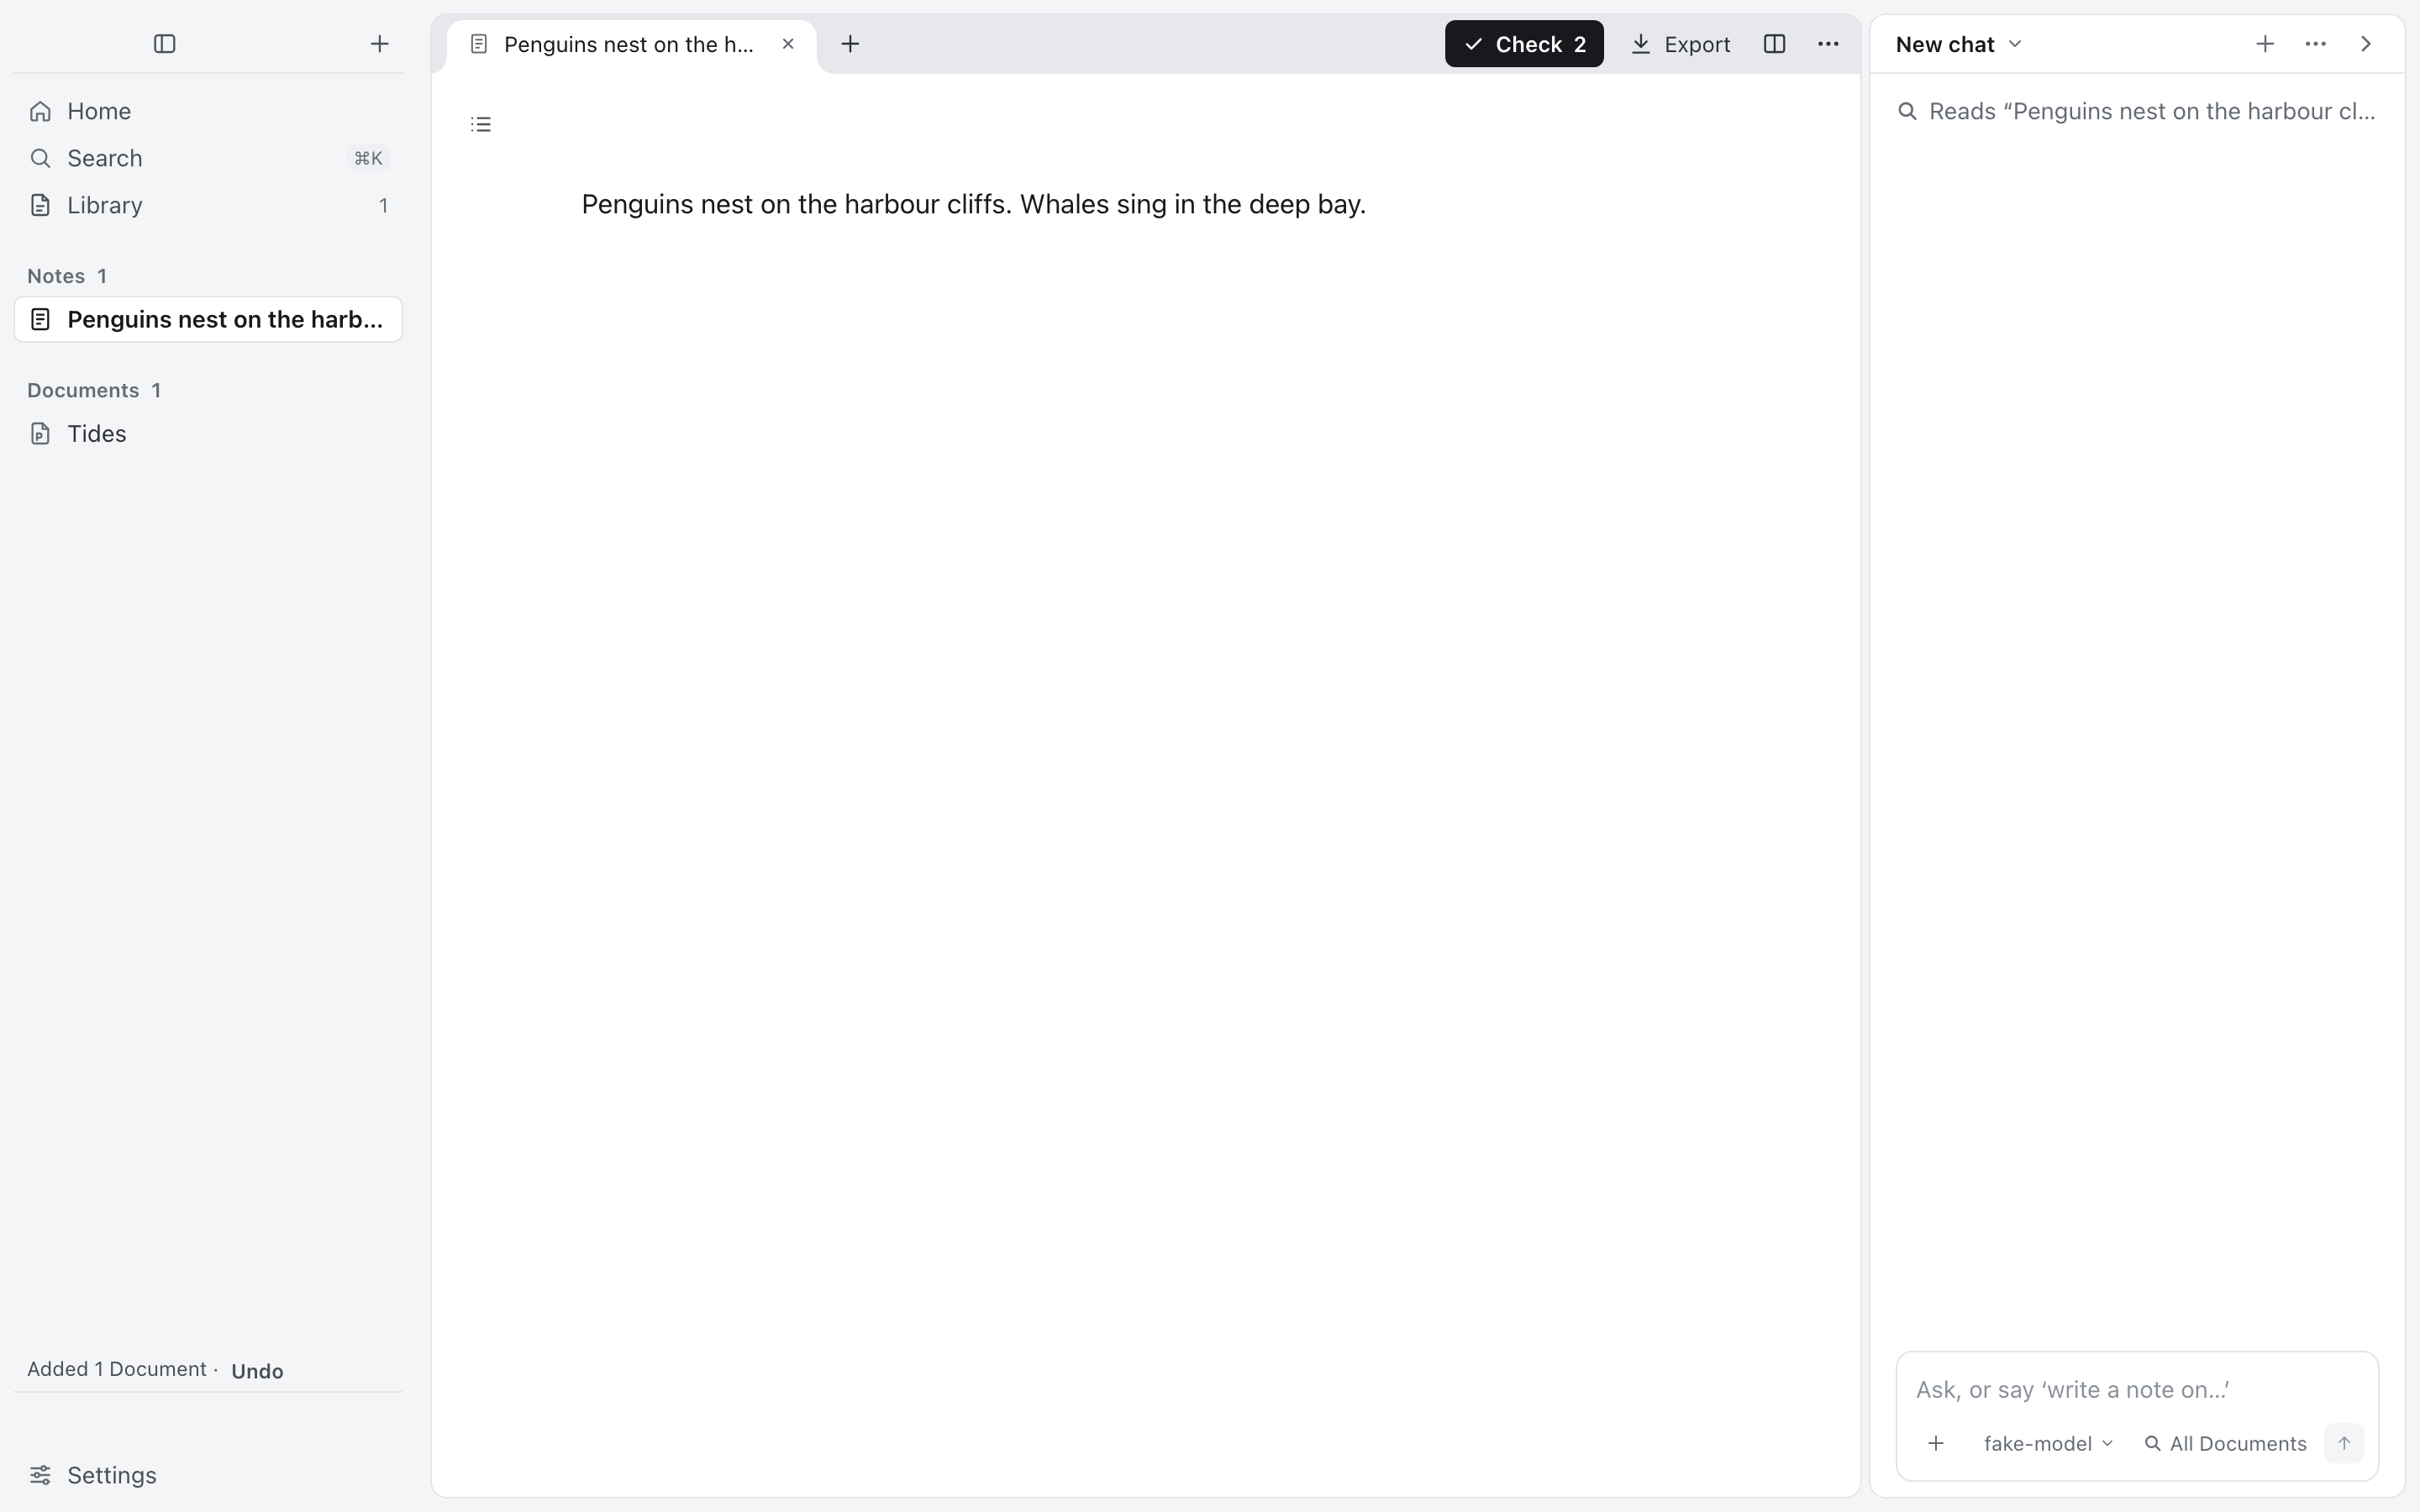 Home
Search ⌘K
Library 1
Notes 1
Penguins nest on the harb...
Documents 1
Tides
Added 1 Document · Undo
Settings
Penguins nest on the h...
Check 2
Export
Penguins nest on the harbour cliffs. Whales sing in the deep bay.
New chat
Reads “Penguins nest on the harbour cl...
Ask, or say ‘write a note on...’
fake-model
All Documents